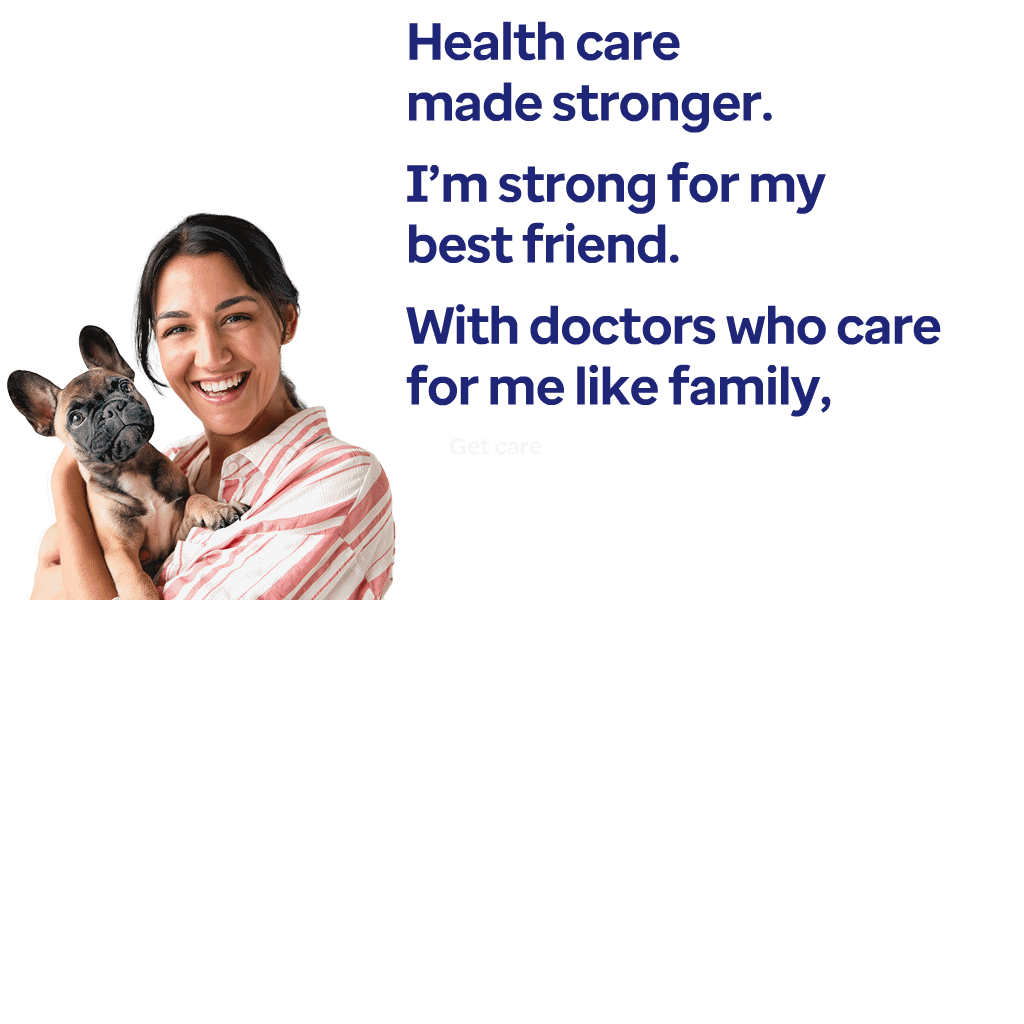 Health care
made stronger.
I’m strong for my
best friend.
With doctors who care
for me like family,
Get care